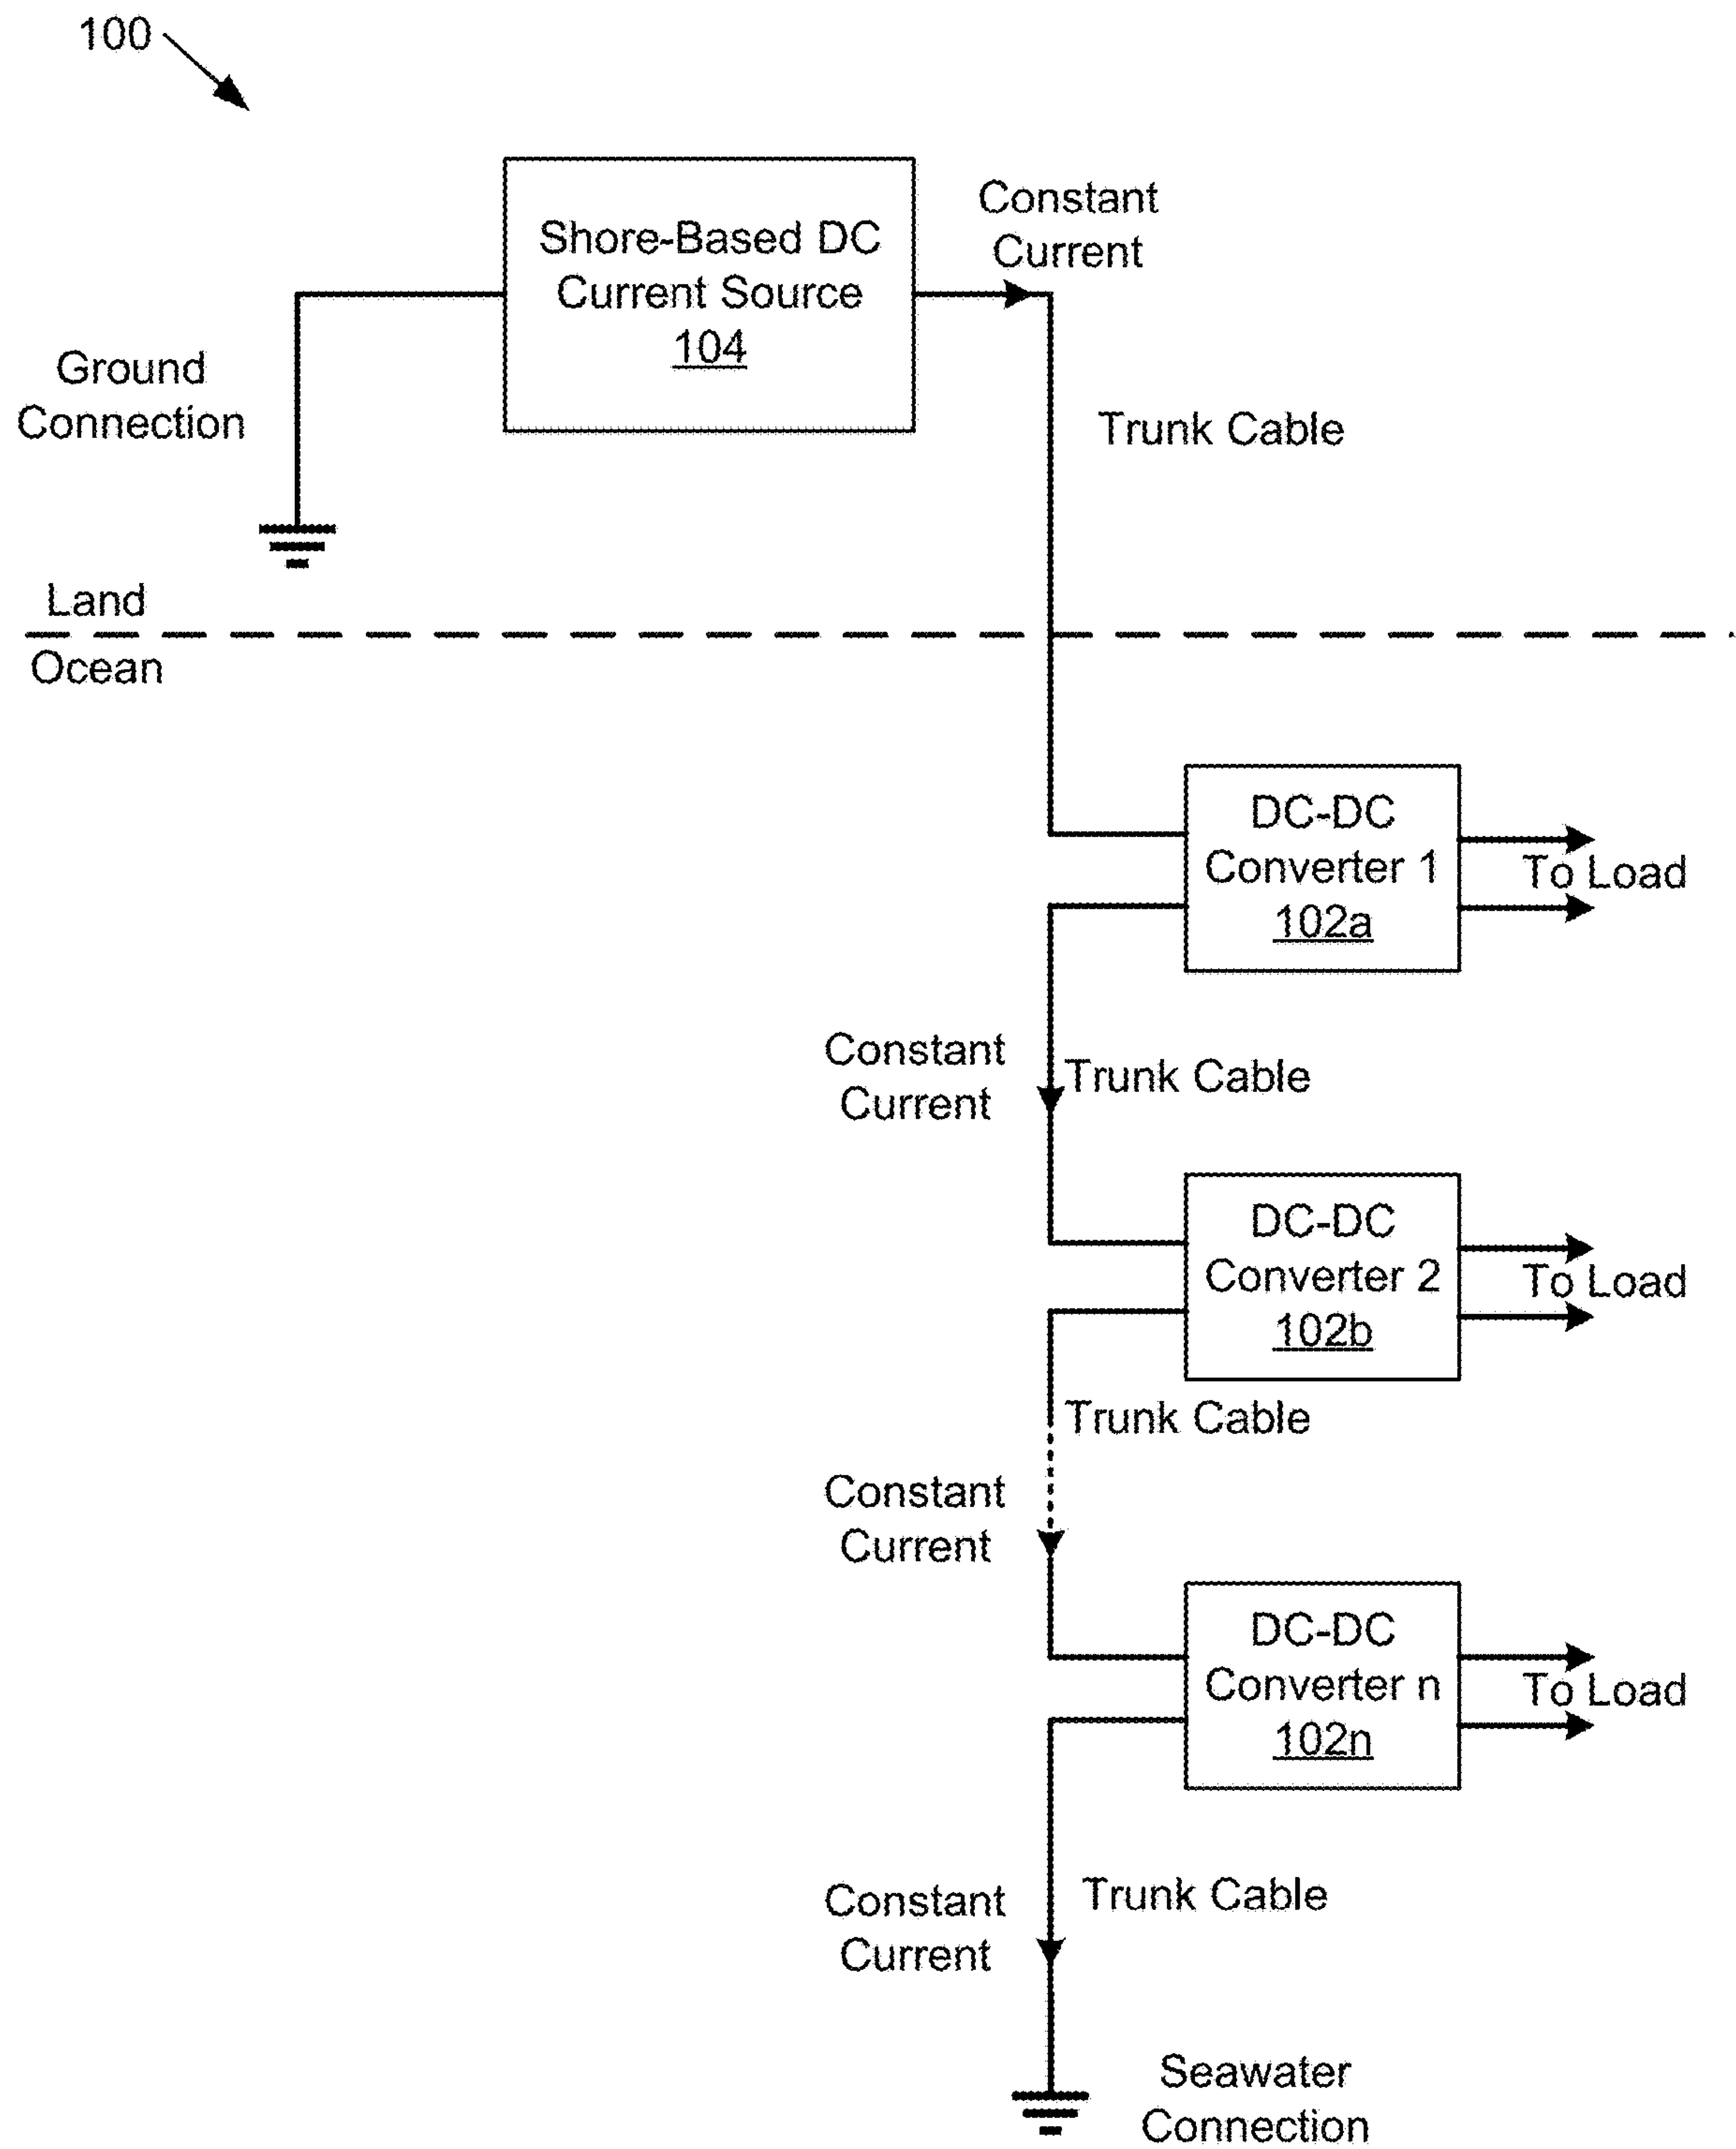 100
Shore-Based DC
Current Source
104
Constant
Current
Ground
Connection
Trunk Cable
Land
Ocean
DC-DC
Converter 1
102a
To Load
Constant
Current
Trunk Cable
DC-DC
Converter 2
102b
To Load
Trunk Cable
Constant
Current
DC-DC
Converter n
102n
To Load
Constant
Current
Trunk Cable
Seawater
Connection